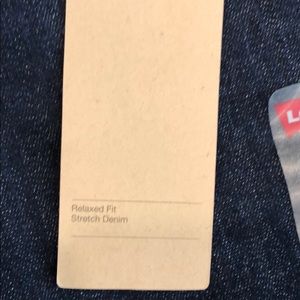 Relaxed Fit
Stretch Denim